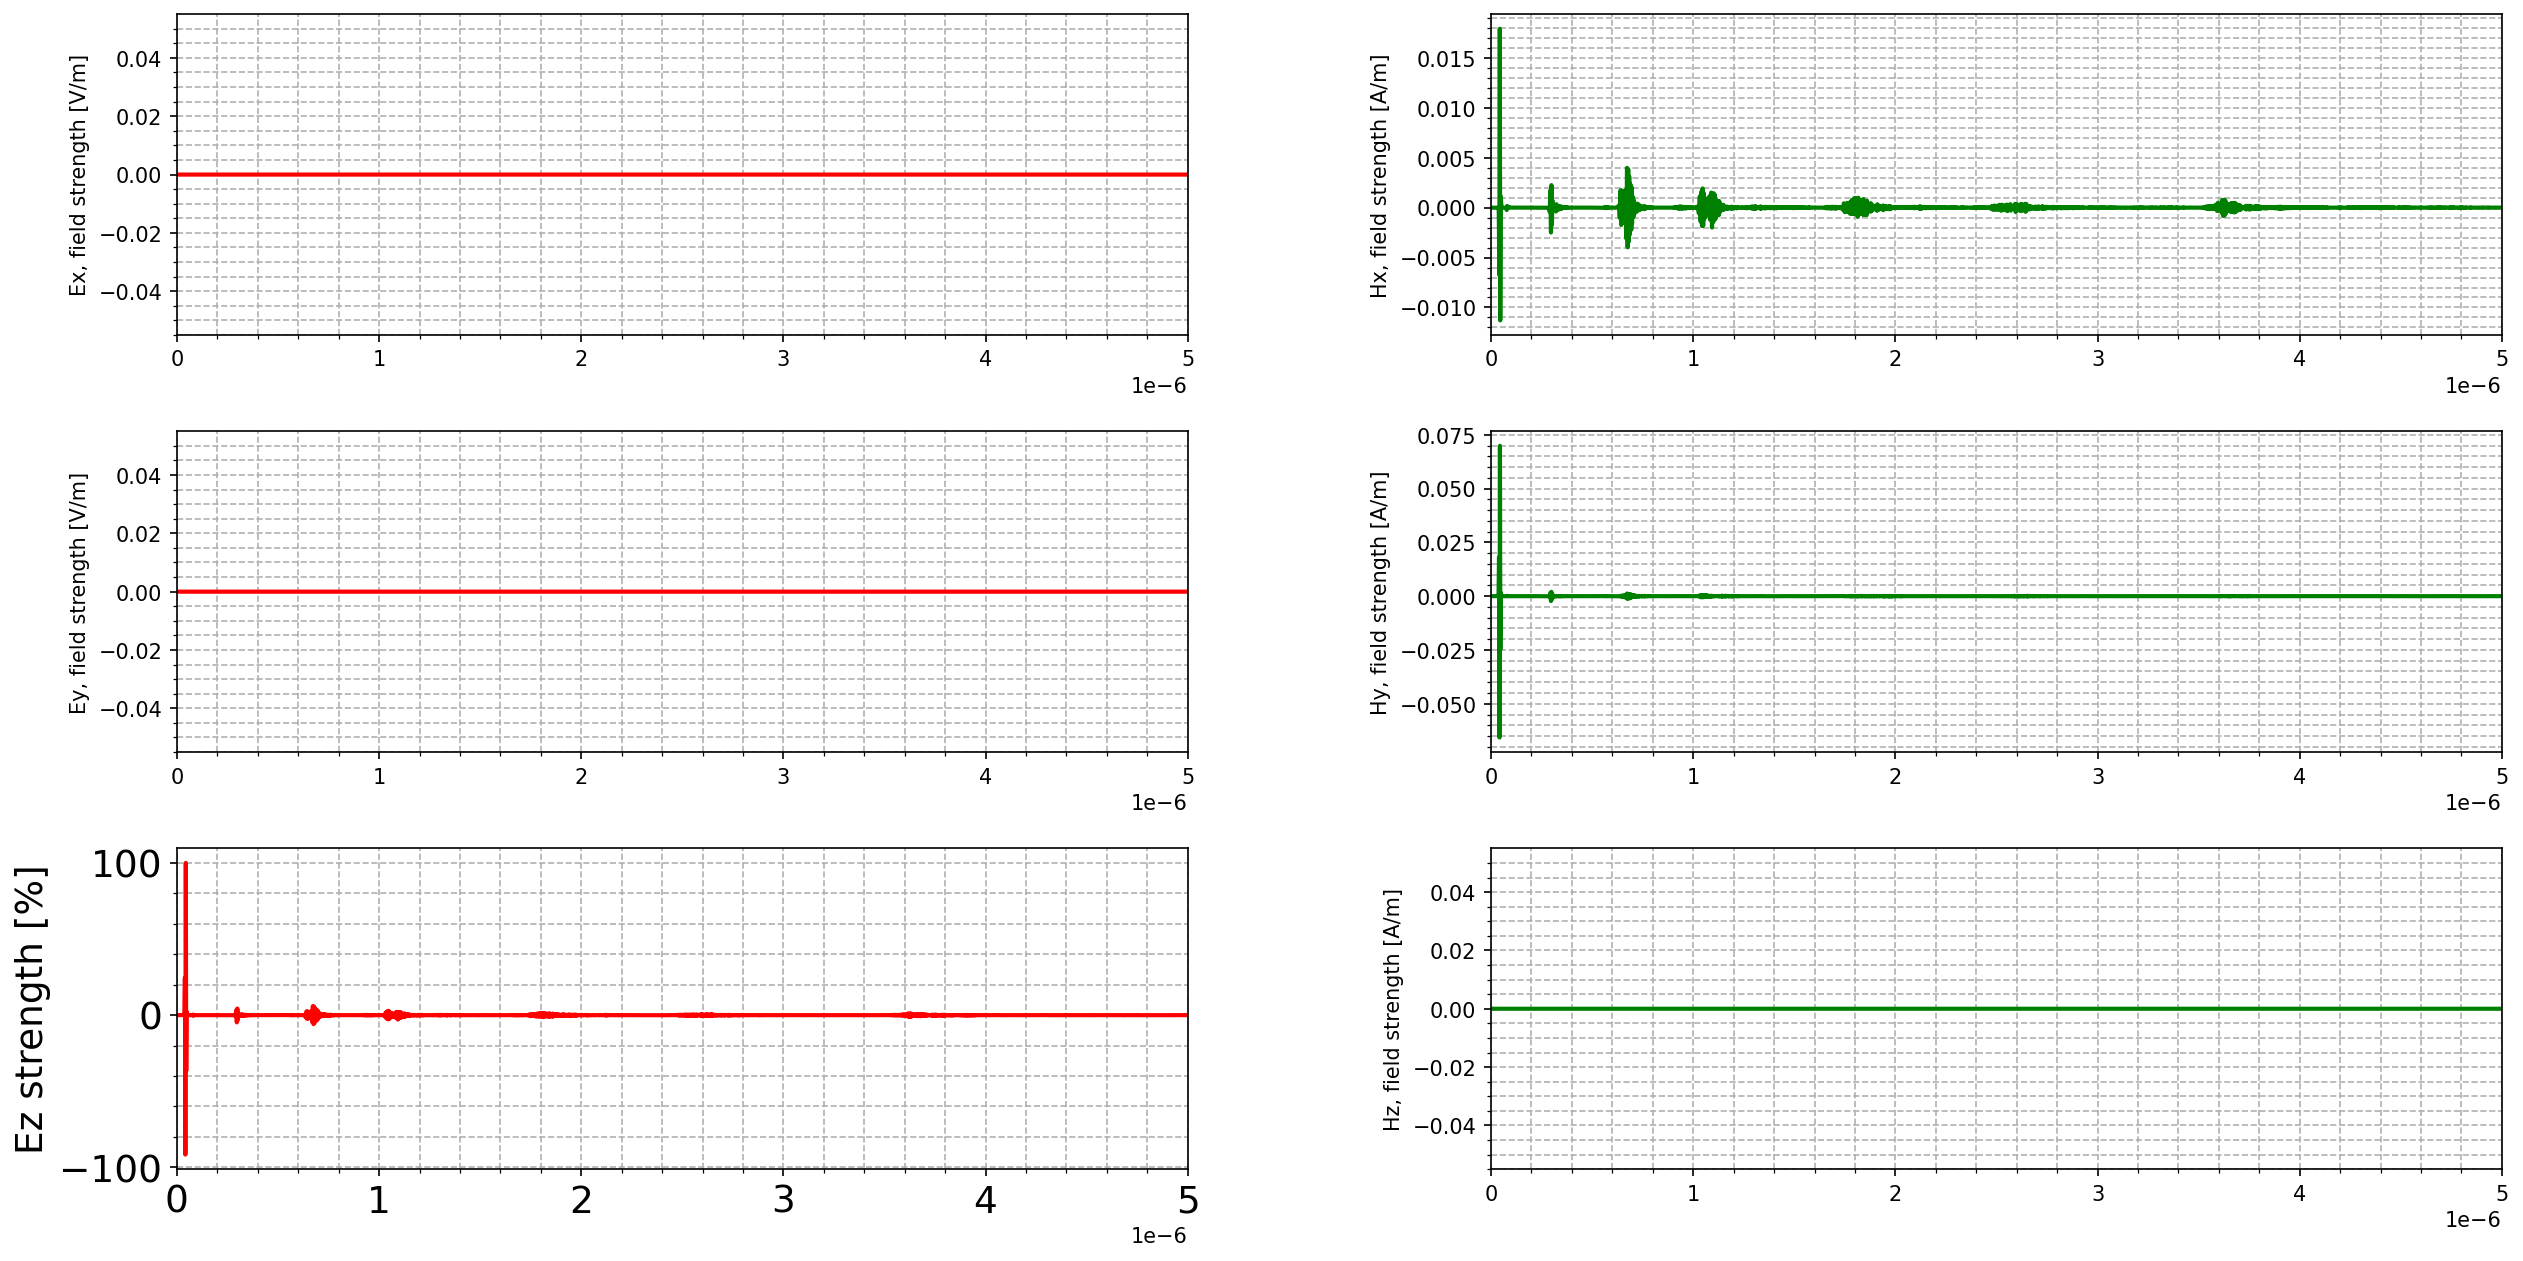 Ex, field strength [V/m]
0.04
0.02
0.00
−0.02
−0.04
0 1 2 3 4 5
1e−6
Hx, field strength [A/m]
0.015
0.010
0.005
0.000
−0.005
−0.010
0 1 2 3 4 5
1e−6
Ey, field strength [V/m]
0.04
0.02
0.00
−0.02
−0.04
0 1 2 3 4 5
1e−6
Hy, field strength [A/m]
0.075
0.050
0.025
0.000
−0.025
−0.050
0 1 2 3 4 5
1e−6
Ez strength [%]
100
0
−100
0 1 2 3 4 5
1e−6
Hz, field strength [A/m]
0.04
0.02
0.00
−0.02
−0.04
0 1 2 3 4 5
1e−6